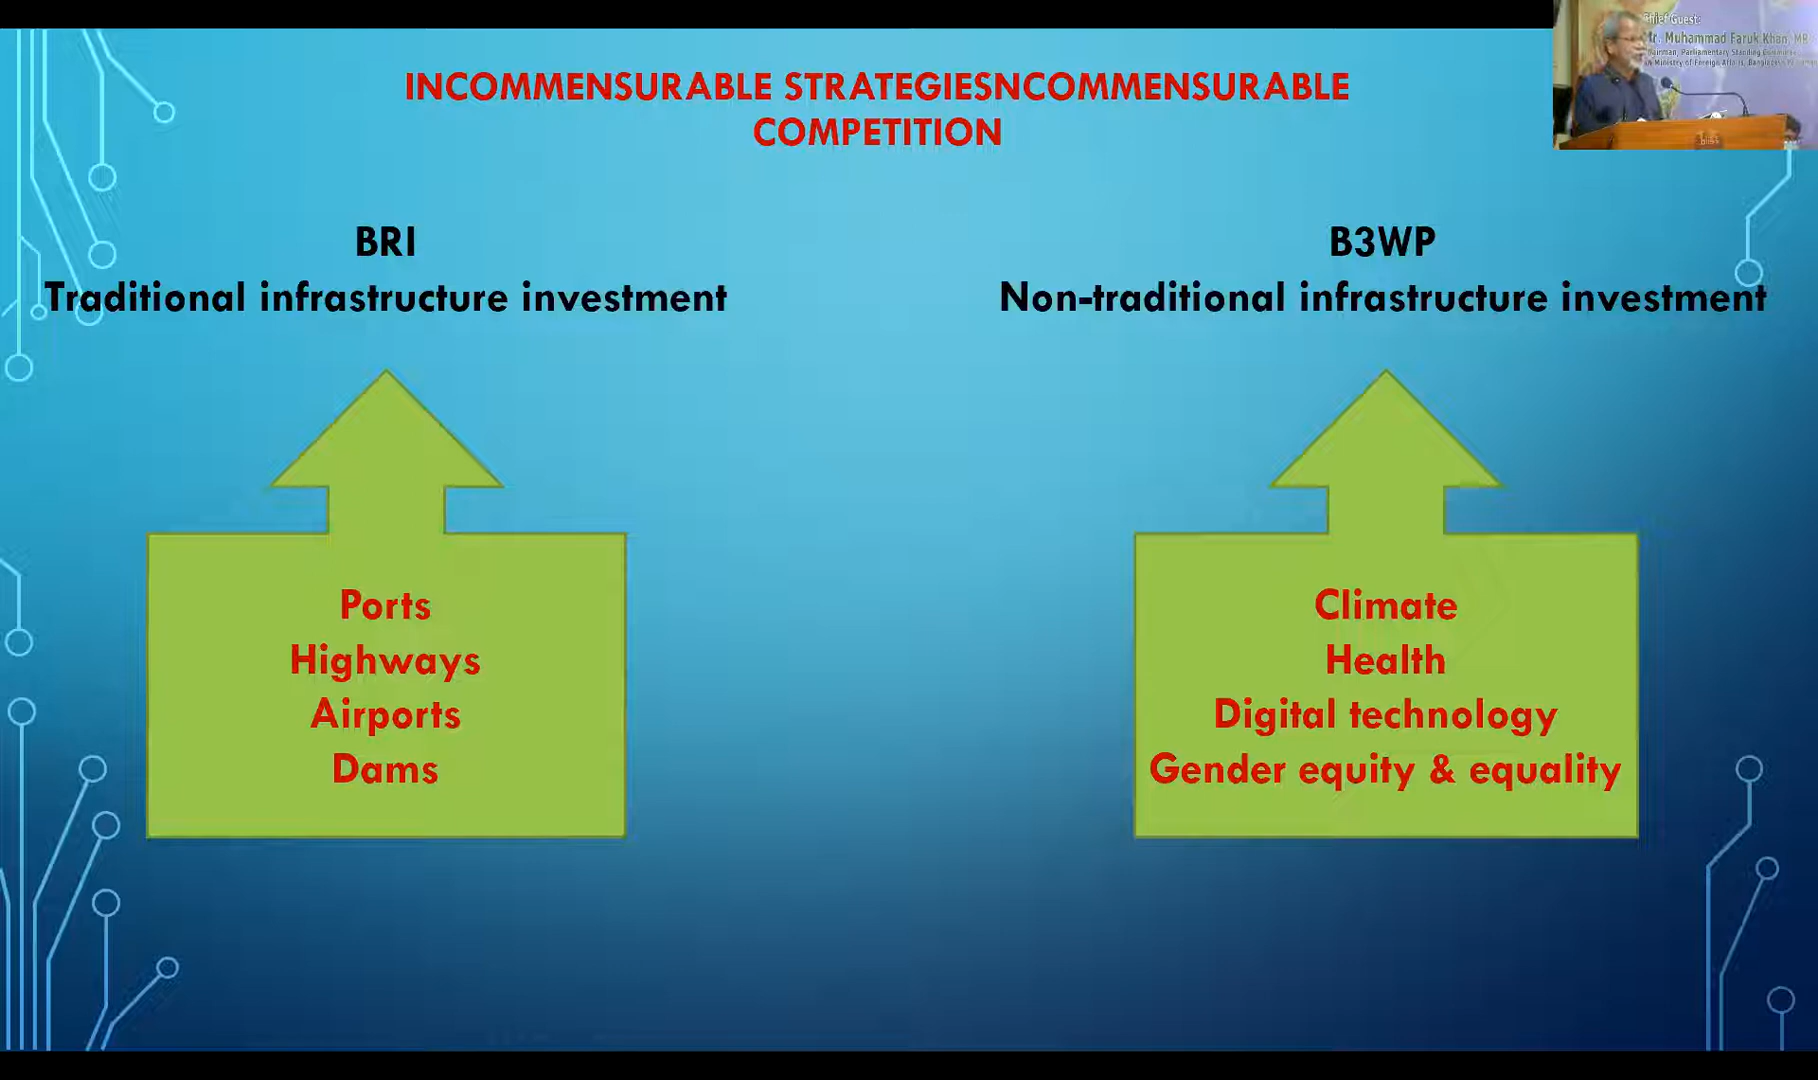 INCOMMENSURABLE STRATEGIESNCOMMENSURABLE
COMPETITION
Chief Guest:
Mr. Muhammad Faruk Khan, MP
BRI
Traditional infrastructure investment
B3WP
Non-traditional infrastructure investment
Ports
Highways
Airports
Dams
Climate
Health
Digital technology
Gender equity & equality